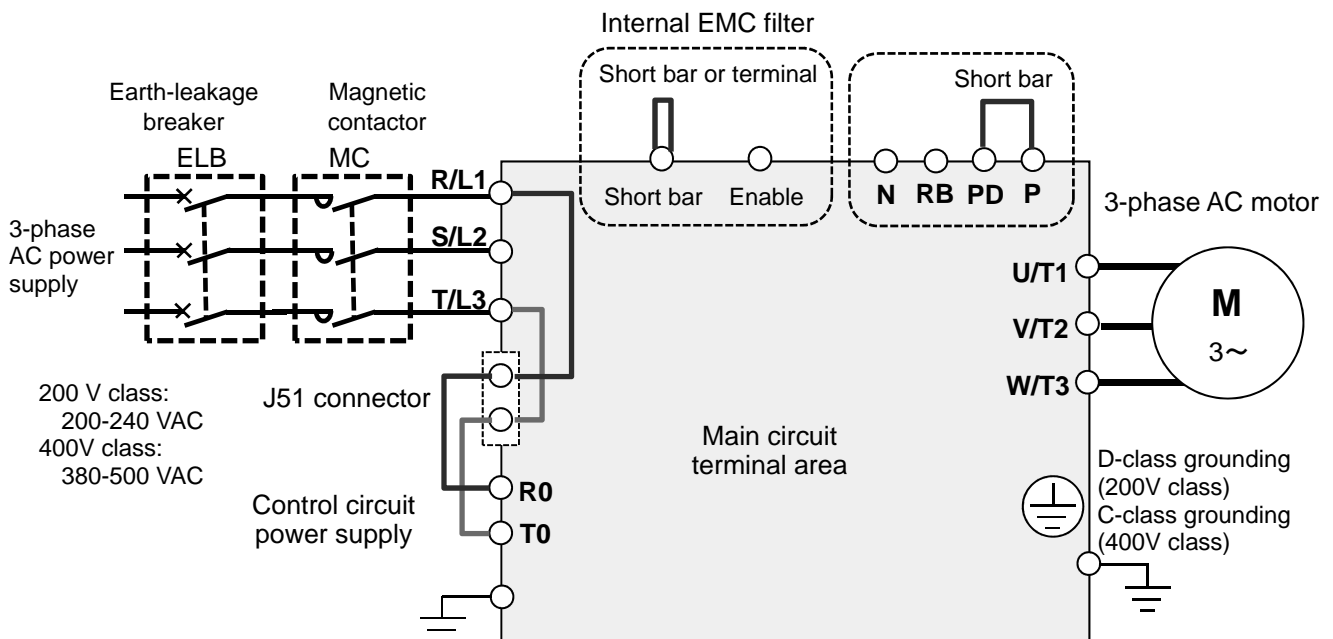 Internal EMC filter
Short bar or terminal
Short bar
Earth-leakage
breaker
Magnetic
contactor
ELB
MC
R/L1
Short bar
Enable
N
RB
PD
P
3-phase AC motor
3-phase
AC power
supply
S/L2
T/L3
U/T1
V/T2
W/T3
M
3～
200 V class:
200-240 VAC
400V class:
380-500 VAC
J51 connector
Main circuit
terminal area
Control circuit
power supply
R0
T0
D-class grounding
(200V class)
C-class grounding
(400V class)